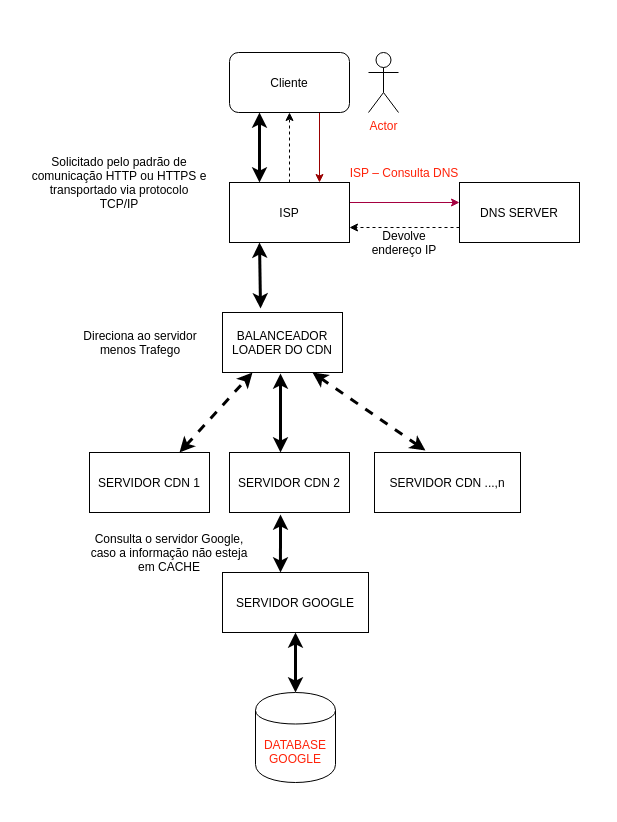 Cliente
Actor
Solicitado pelo padrão de
comunicação HTTP ou HTTPS e
transportado via protocolo
TCP/IP
ISP – Consulta DNS
ISP
DNS SERVER
Devolve
endereço IP
Direciona ao servidor
menos Trafego
BALANCEADOR
LOADER DO CDN
SERVIDOR CDN 1
SERVIDOR CDN 2
SERVIDOR CDN ...,n
Consulta o servidor Google,
caso a informação não esteja
em CACHE
SERVIDOR GOOGLE
DATABASE
GOOGLE